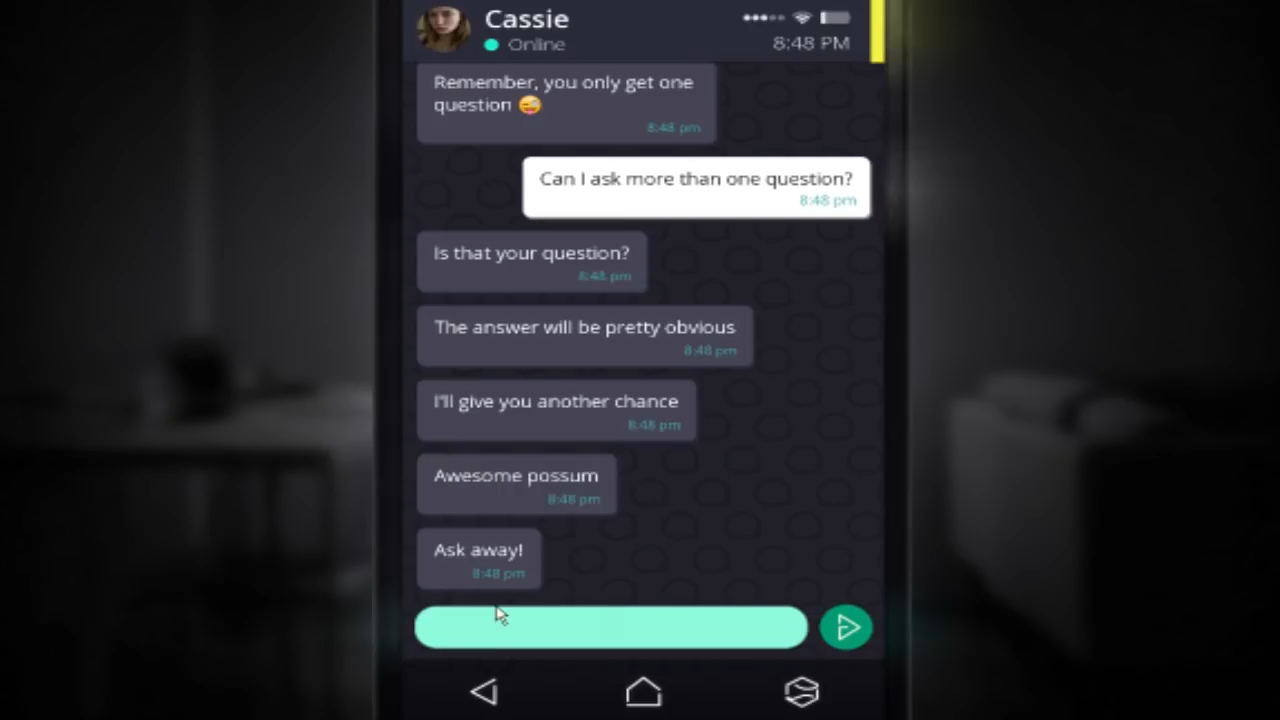 Cassie
Online
8:48 PM
Remember, you only get one
question 😜
8:48 pm
Can I ask more than one question?
8:48 pm
Is that your question?
8:48 pm
The answer will be pretty obvious
8:48 pm
I'll give you another chance
8:48 pm
Awesome possum
8:48 pm
Ask away!
8:48 pm